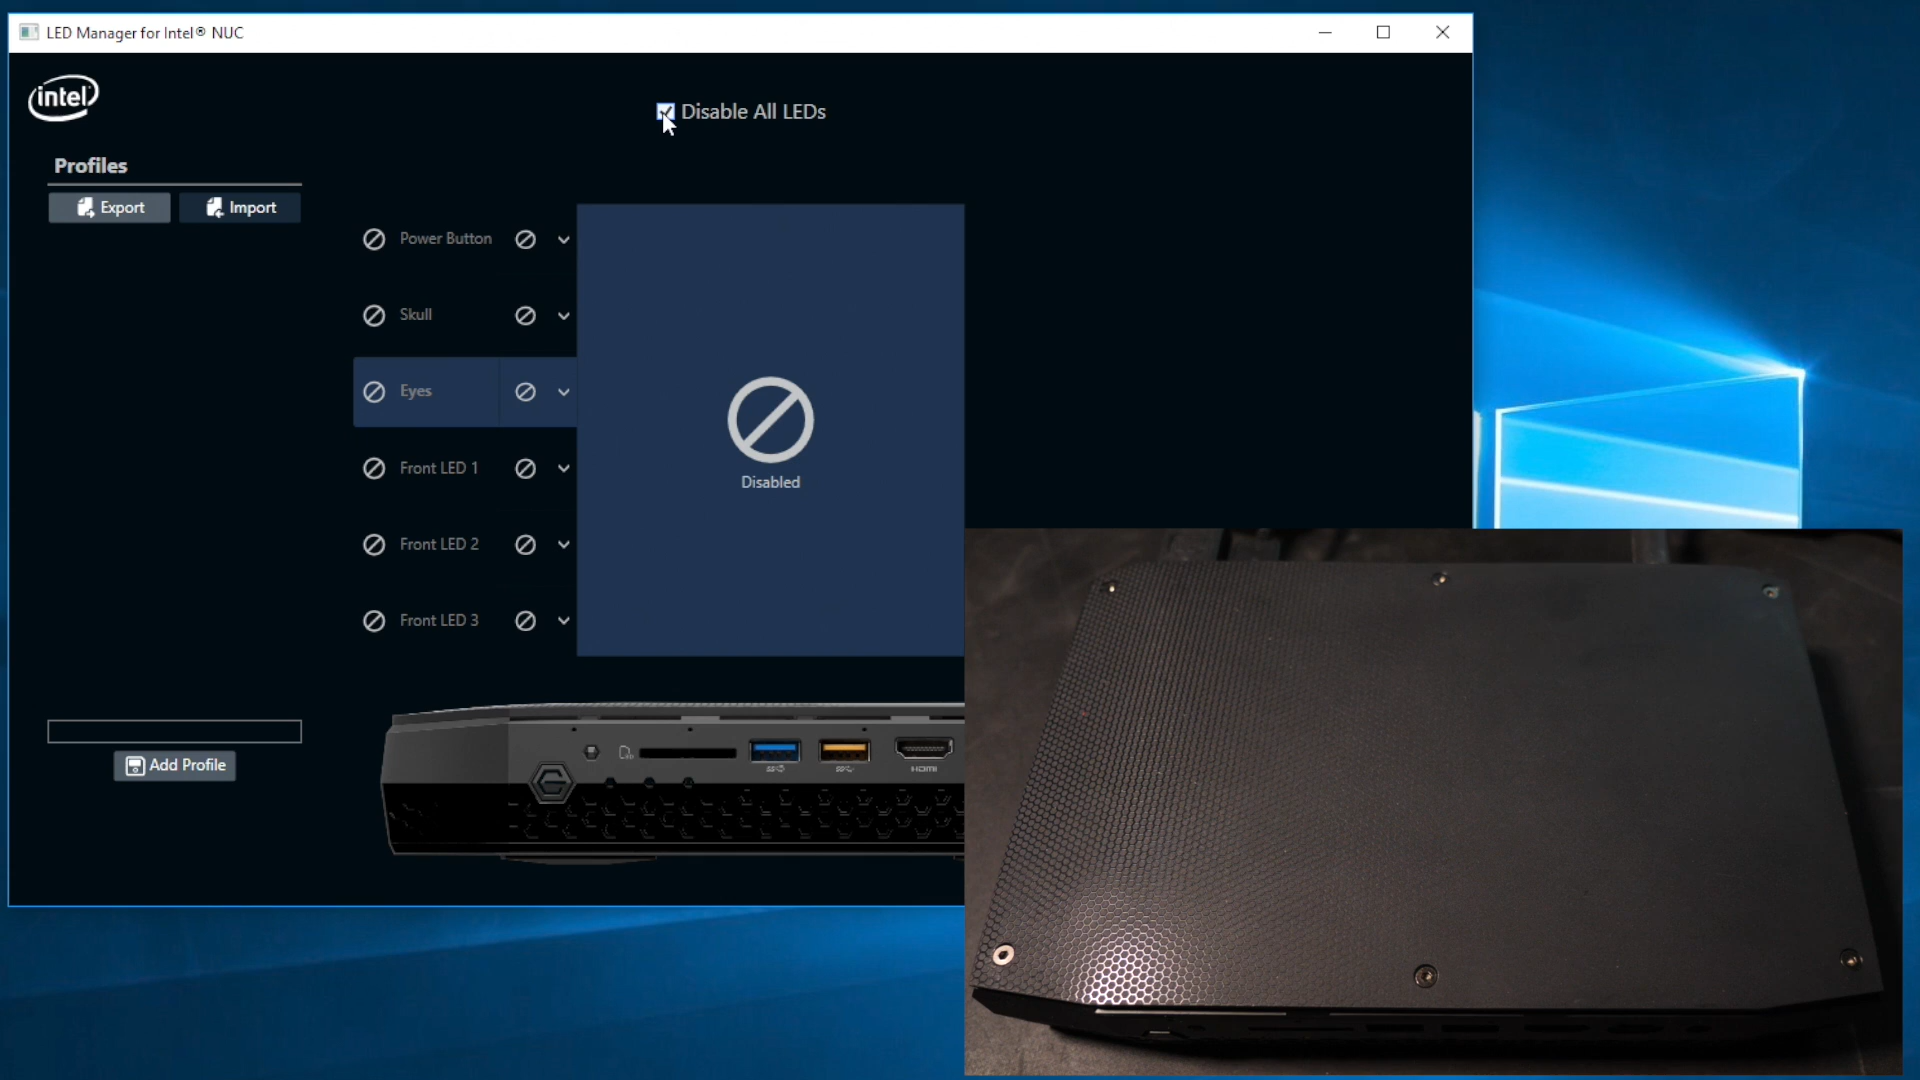 LED Manager for Intel® NUC
intel
Disable All LEDs
Profiles
Export
Import
Power Button
Skull
Eyes
Front LED 1
Front LED 2
Front LED 3
Disabled
HDMI
Add Profile